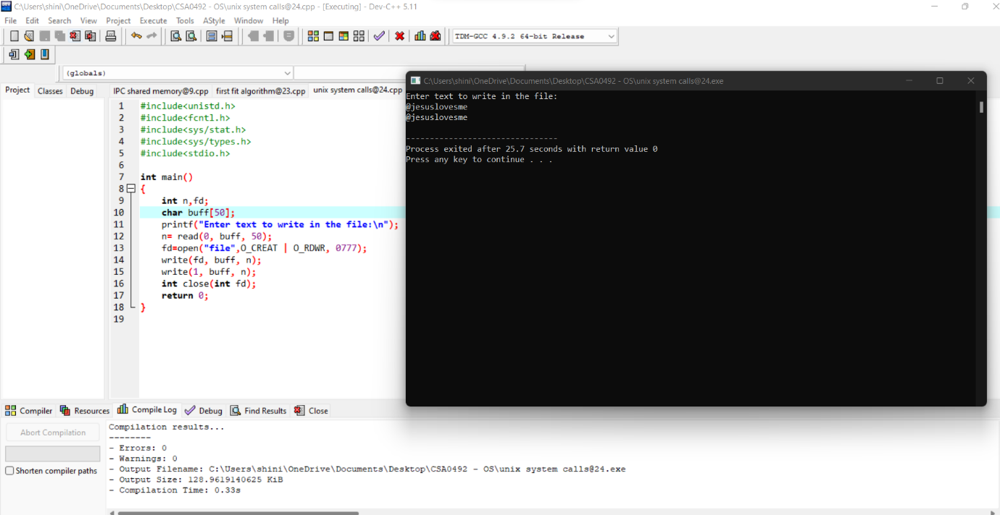 C:\Users\shini\OneDrive\Documents\Desktop\CSA0492 - OS\unix system calls@24.cpp - [Executing] - Dev-C++ 5.11
File Edit Search View Project Execute Tools AStyle Window Help
TDM-GCC 4.9.2 64-bit Release
(globals)
Project Classes Debug
IPC shared memory@9.cpp first fit algorithm@23.cpp unix system calls@24.cpp
1 #include<unistd.h>
2 #include<fcntl.h>
3 #include<sys/stat.h>
4 #include<sys/types.h>
5 #include<stdio.h>
6
7 int main()
8 {
9 int n,fd;
10 char buff[50];
11 printf("Enter text to write in the file:\n");
12 n= read(0, buff, 50);
13 fd=open("file",O_CREAT | O_RDWR, 0777);
14 write(fd, buff, n);
15 write(1, buff, n);
16 int close(int fd);
17 return 0;
18 }
19
C:\Users\shini\OneDrive\Documents\Desktop\CSA0492 - OS\unix system calls@24.exe
Enter text to write in the file:
@jesuslovesme
@jesuslovesme
--------------------------------
Process exited after 25.7 seconds with return value 0
Press any key to continue . . .
Compiler Resources Compile Log Debug Find Results Close
Abort Compilation
Shorten compiler paths
Compilation results...
--------
- Errors: 0
- Warnings: 0
- Output Filename: C:\Users\shini\OneDrive\Documents\Desktop\CSA0492 - OS\unix system calls@24.exe
- Output Size: 128.9619140625 KiB
- Compilation Time: 0.33s